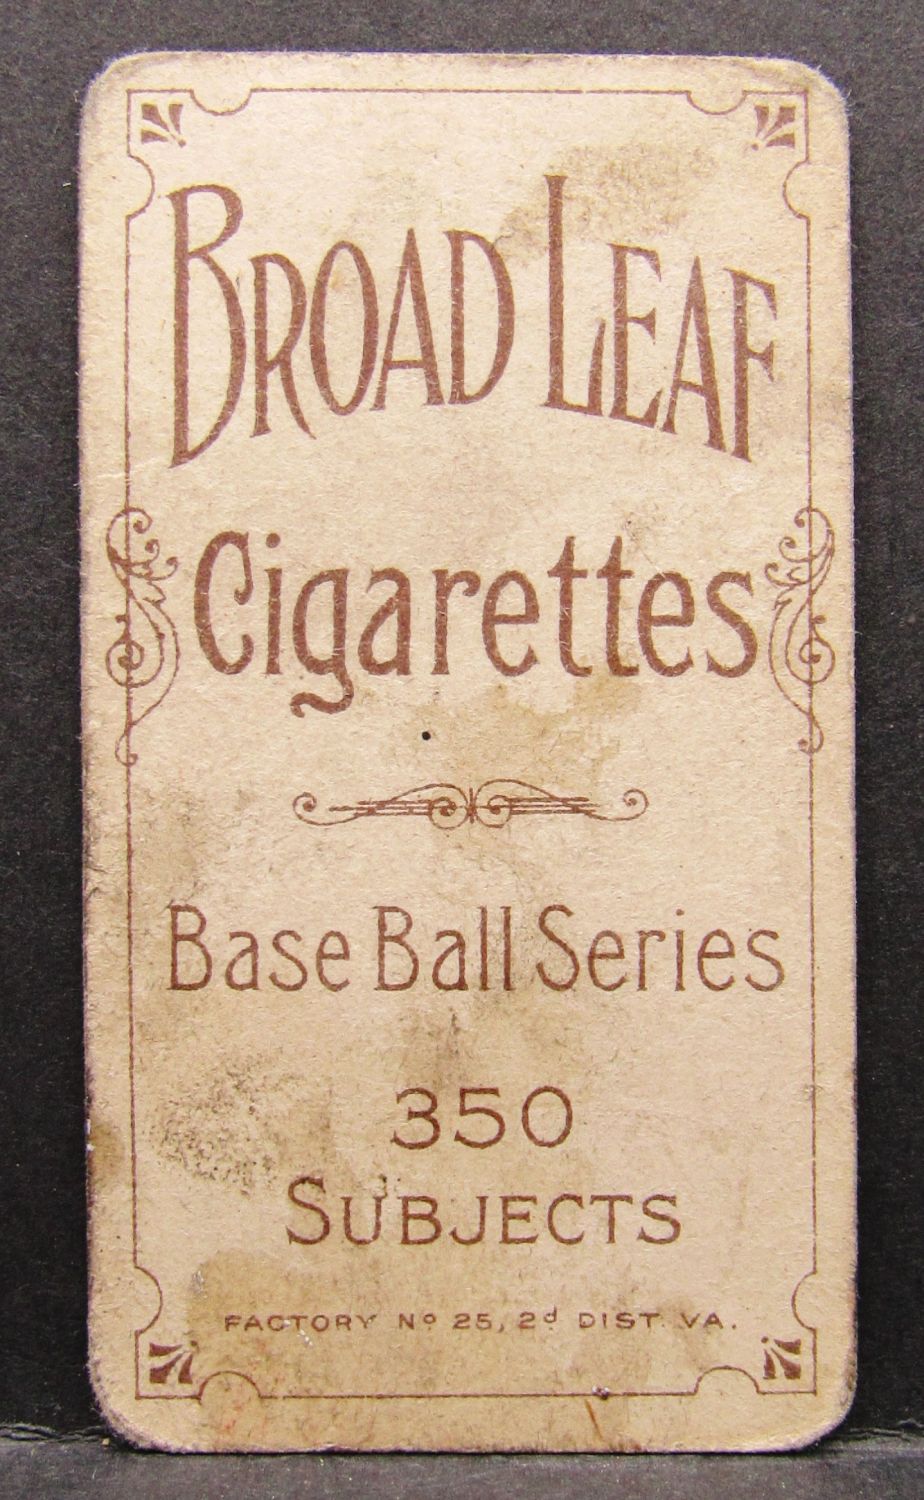 BROAD LEAF
Cigarettes
Base Ball Series
350
SUBJECTS
FACTORY Nº 25, 2d DIST. VA.